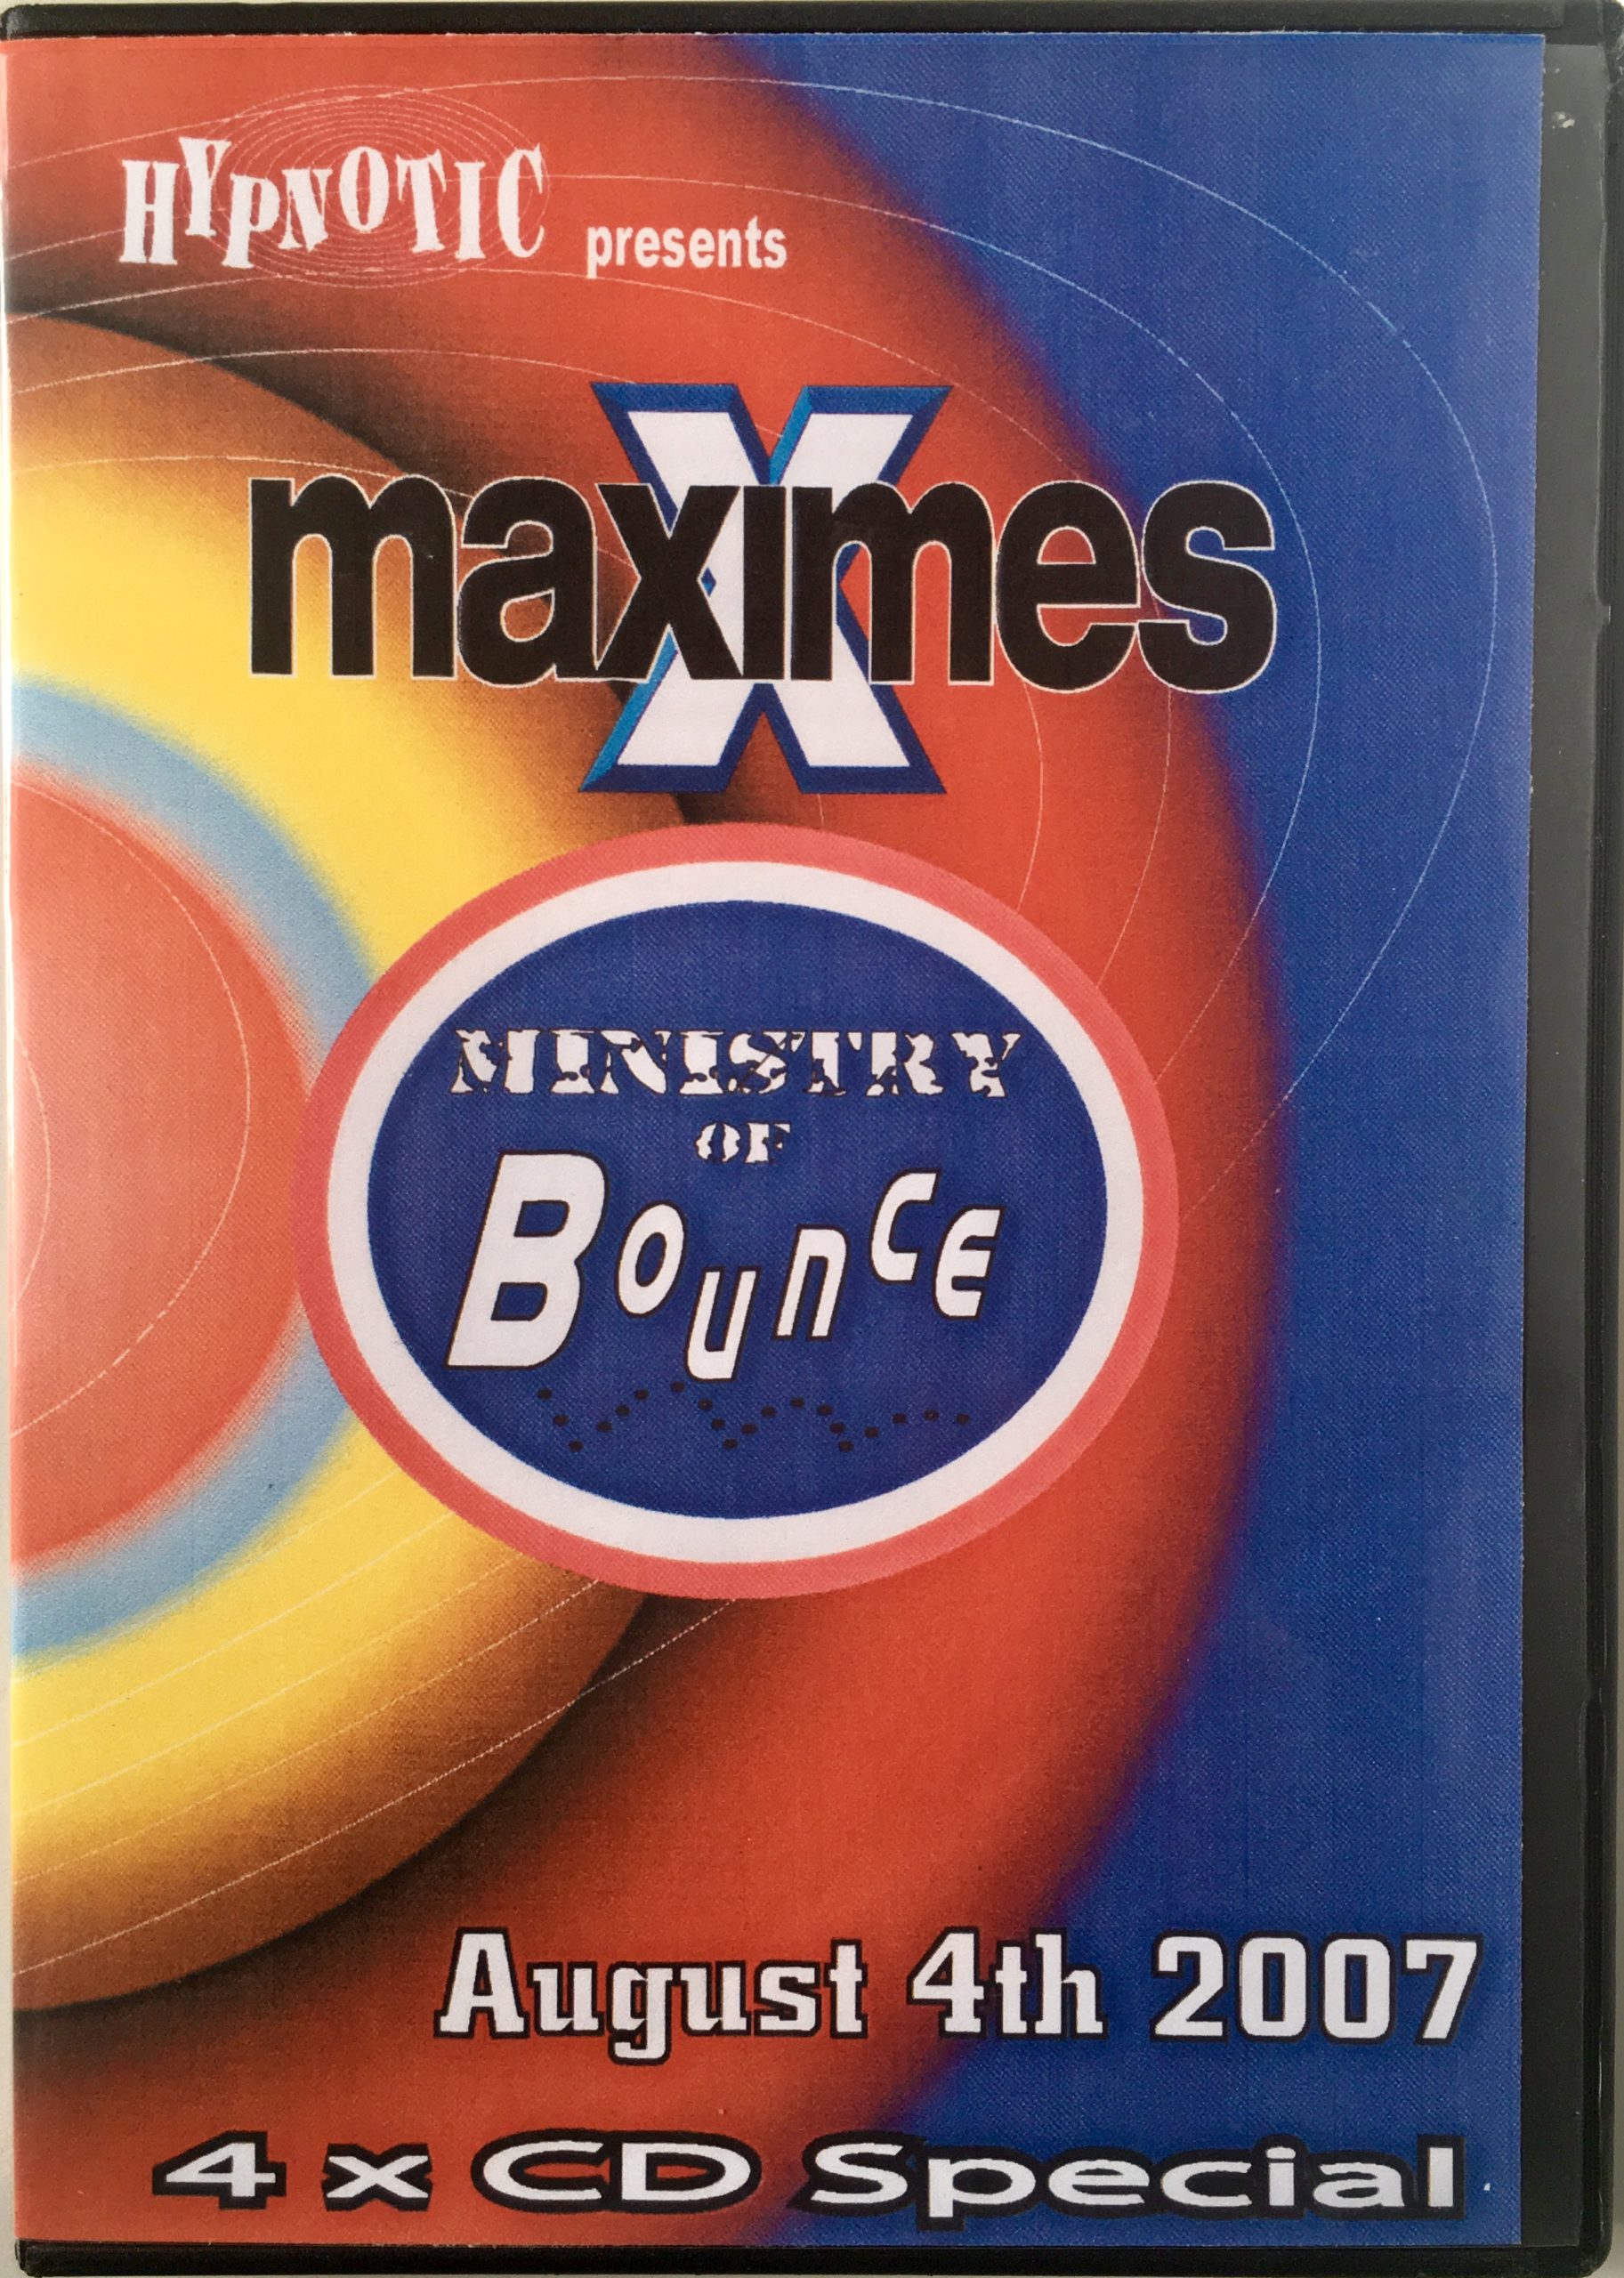 HYPNOTIC presents
X
maximes
MINISTRY
OF
BOUNCE
August 4th 2007
4 x CD Special